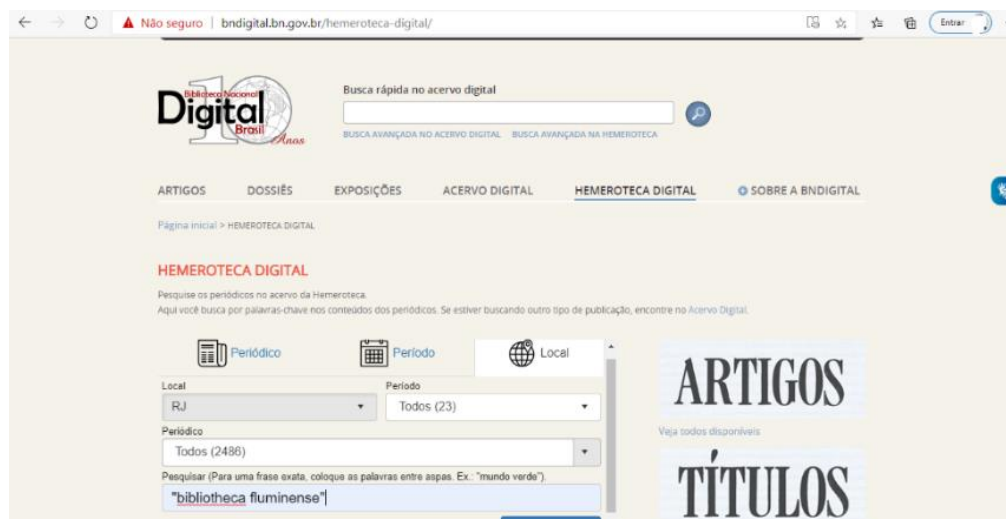 Não seguro | bndigital.bn.gov.br/hemeroteca-digital/ Entrar
Biblioteca Nacional
Digital
Brasil
10 Anos
Busca rápida no acervo digital
BUSCA AVANÇADA NO ACERVO DIGITAL BUSCA AVANÇADA NA HEMEROTECA
ARTIGOS DOSSIÊS EXPOSIÇÕES ACERVO DIGITAL HEMEROTECA DIGITAL SOBRE A BNDIGITAL
Página inicial > HEMEROTECA DIGITAL
HEMEROTECA DIGITAL
Pesquise os periódicos no acervo da Hemeroteca.
Aqui você busca por palavras-chave nos conteúdos dos periódicos. Se estiver buscando outro tipo de publicação, encontre no Acervo Digital.
Periódico Período Local
Local Período
RJ Todos (23)
Periódico
Todos (2486)
Pesquisar (Para uma frase exata, coloque as palavras entre aspas. Ex.: "mundo verde").
"bibliotheca fluminense"
ARTIGOS
Veja todos disponíveis
TÍTULOS